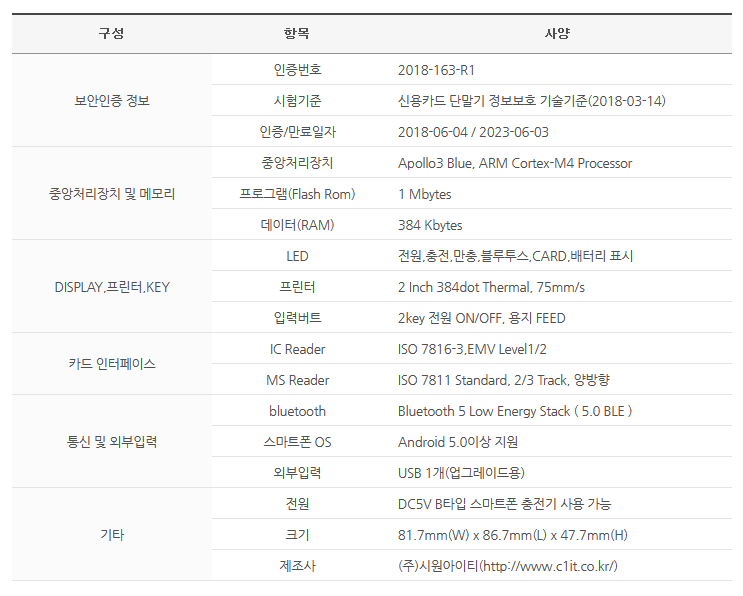 구성 항목 사양
보안인증 정보
인증번호 2018-163-R1
시험기준 신용카드 단말기 정보보호 기술기준(2018-03-14)
인증/만료일자 2018-06-04 / 2023-06-03
중앙처리장치 및 메모리
중앙처리장치 Apollo3 Blue, ARM Cortex-M4 Processor
프로그램(Flash Rom) 1 Mbytes
데이터(RAM) 384 Kbytes
DISPLAY,프린터,KEY
LED 전원,충전,만충,블루투스,CARD,배터리 표시
프린터 2 Inch 384dot Thermal, 75mm/s
입력버트 2key 전원 ON/OFF, 용지 FEED
카드 인터페이스
IC Reader ISO 7816-3,EMV Level1/2
MS Reader ISO 7811 Standard, 2/3 Track, 양방향
통신 및 외부입력
bluetooth Bluetooth 5 Low Energy Stack ( 5.0 BLE )
스마트폰 OS Android 5.0이상 지원
외부입력 USB 1개(업그레이드용)
기타
전원 DC5V B타입 스마트폰 충전기 사용 가능
크기 81.7mm(W) x 86.7mm(L) x 47.7mm(H)
제조사 (주)시원아이티(http://www.c1it.co.kr/)